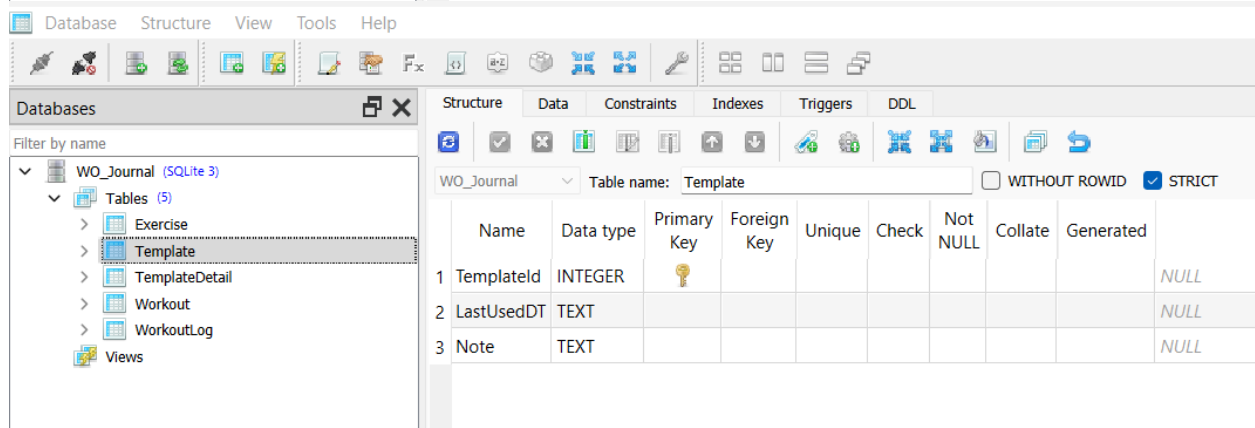 Database Structure View Tools Help
Databases
Filter by name
WO_Journal (SQLite 3)
Tables (5)
Exercise
Template
TemplateDetail
Workout
WorkoutLog
Views
Structure Data Constraints Indexes Triggers DDL
WO_Journal Table name: Template WITHOUT ROWID STRICT
Name Data type Primary Key Foreign Key Unique Check Not NULL Collate Generated
1 TemplateId INTEGER NULL
2 LastUsedDT TEXT NULL
3 Note TEXT NULL